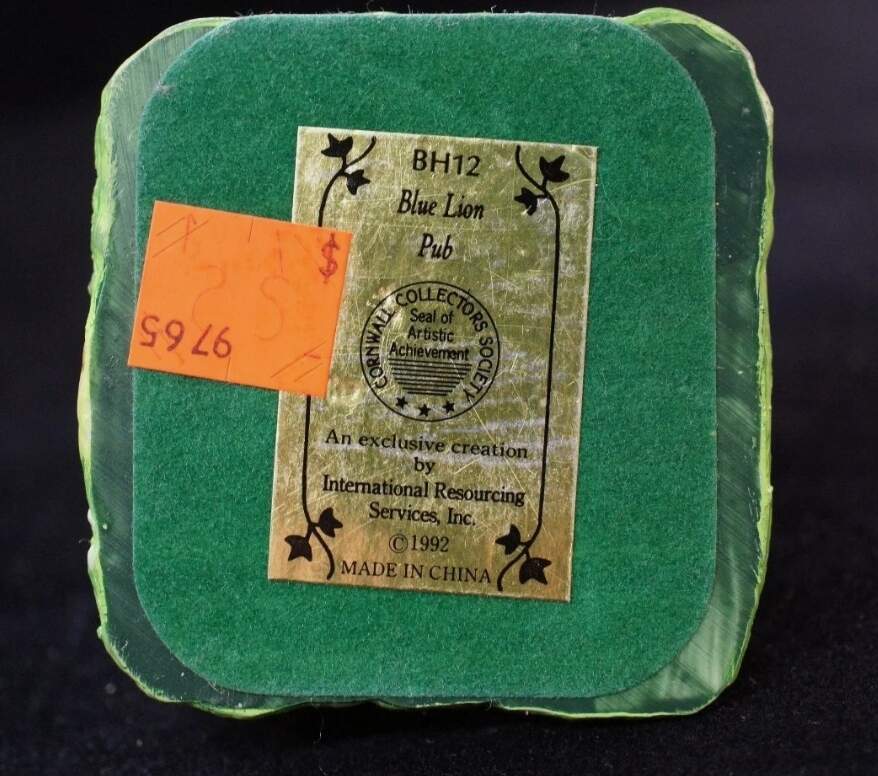 BH12
Blue Lion
Pub
CORNWALL COLLECTORS SOCIETY
Seal of
Artistic
Achievement
An exclusive creation
by
International Resourcing
Services, Inc.
©1992
MADE IN CHINA
$
9765